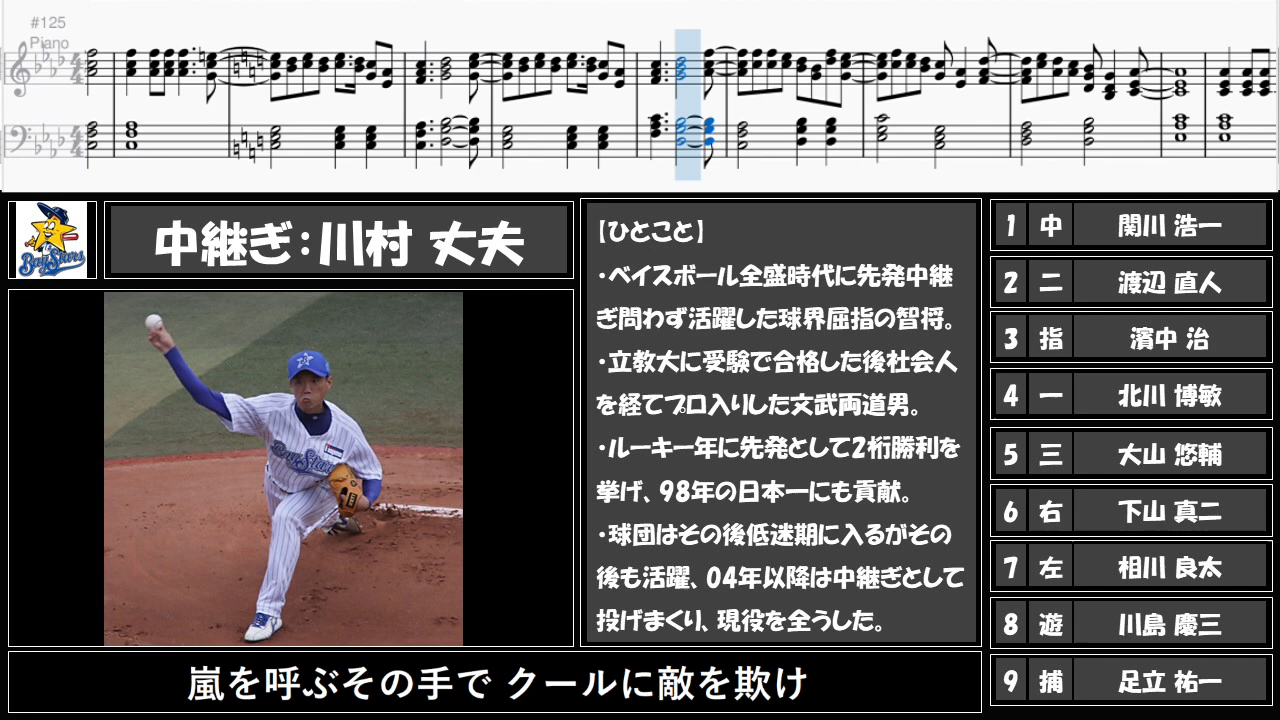 #125
Piano
BayStars
中継ぎ：川村 丈夫
BayStars
【ひとこと】
・ベイスボール全盛時代に先発中継
ぎ問わず活躍した球界屈指の智将。
・立教大に受験で合格した後社会人
を経てプロ入りした文武両道男。
・ルーキー年に先発として2桁勝利を
挙げ、98年の日本一にも貢献。
・球団はその後低迷期に入るがその
後も活躍、04年以降は中継ぎとして
投げまくり、現役を全うした。
嵐を呼ぶその手で クールに敵を欺け
1 中 関川 浩一
2 二 渡辺 直人
3 指 濱中 治
4 一 北川 博敏
5 三 大山 悠輔
6 右 下山 真二
7 左 相川 良太
8 遊 川島 慶三
9 捕 足立 祐一